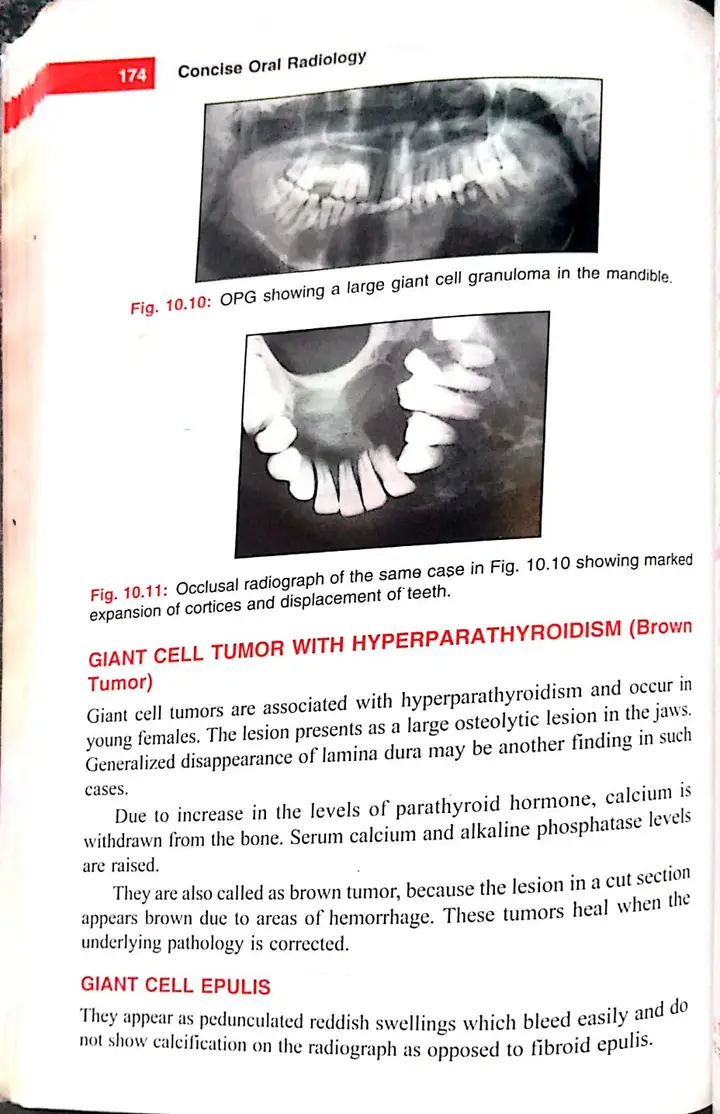 174 Concise Oral Radiology
Fig. 10.10: OPG showing a large giant cell granuloma in the mandible.
Fig. 10.11: Occlusal radiograph of the same case in Fig. 10.10 showing marked
expansion of cortices and displacement of teeth.
GIANT CELL TUMOR WITH HYPERPARATHYROIDISM (Brown
Tumor)
Giant cell tumors are associated with hyperparathyroidism and occur in
young females. The lesion presents as a large osteolytic lesion in the jaws.
Generalized disappearance of lamina dura may be another finding in such
cases.
Due to increase in the levels of parathyroid hormone, calcium is
withdrawn from the bone. Serum calcium and alkaline phosphatase levels
are raised.
They are also called as brown tumor, because the lesion in a cut section
appears brown due to areas of hemorrhage. These tumors heal when the
underlying pathology is corrected.
GIANT CELL EPULIS
They appear as pedunculated reddish swellings which bleed easily and do
not show calcification on the radiograph as opposed to fibroid epulis.